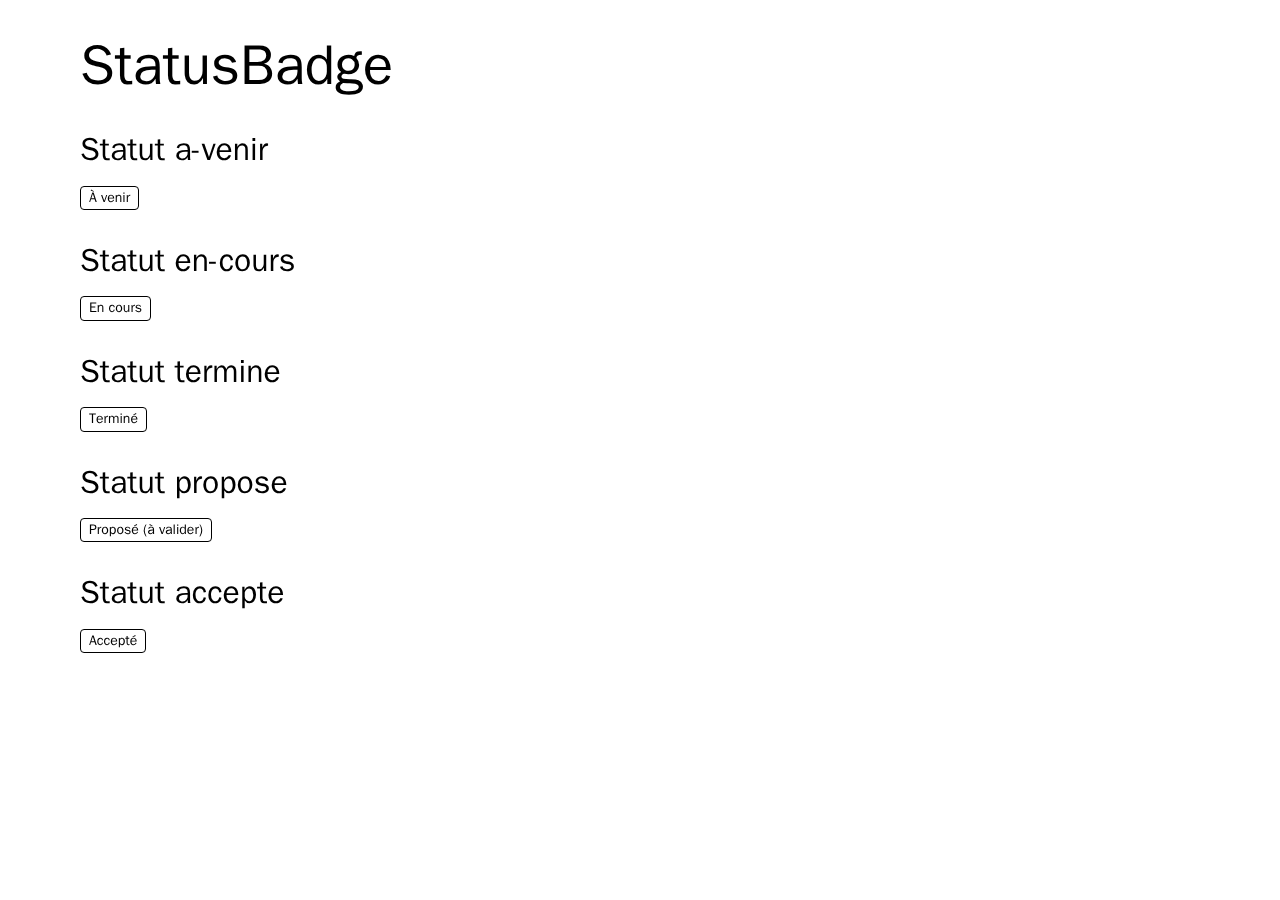 StatusBadge
Statut a-venir
À venir
Statut en-cours
En cours
Statut termine
Terminé
Statut propose
Proposé (à valider)
Statut accepte
Accepté